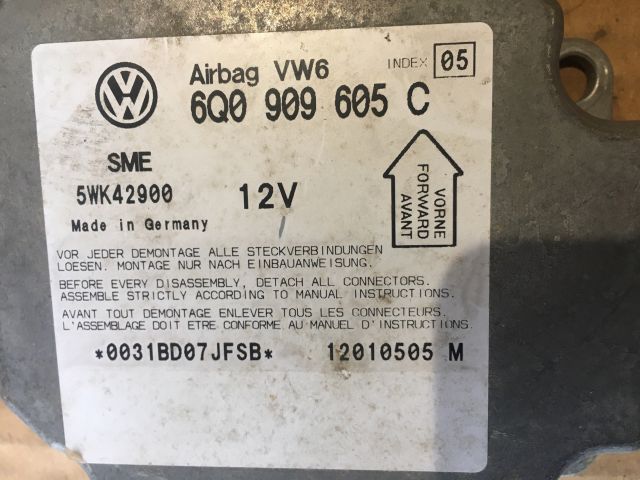 Airbag VW6 INDEX 05
6Q0 909 605 C
SME
5WK42900 12V
Made in Germany
VORNE
FORWARD
AVANT
VOR JEDER DEMONTAGE ALLE STECKVERBINDUNGEN
LOESEN. MONTAGE NUR NACH EINBAUANWEISUNG.
BEFORE EVERY DISASSEMBLY, DETACH ALL CONNECTORS.
ASSEMBLE STRICTLY ACCORDING TO MANUAL INSTRUCTIONS.
AVANT TOUT DÉMONTAGE ENLEVER TOUS LES CONNECTEURS.
L'ASSEMBLAGE DOIT ETRE CONFORME AU MANUEL D'INSTRUCTIONS.
*0031BD07JFSB* 12010505 M